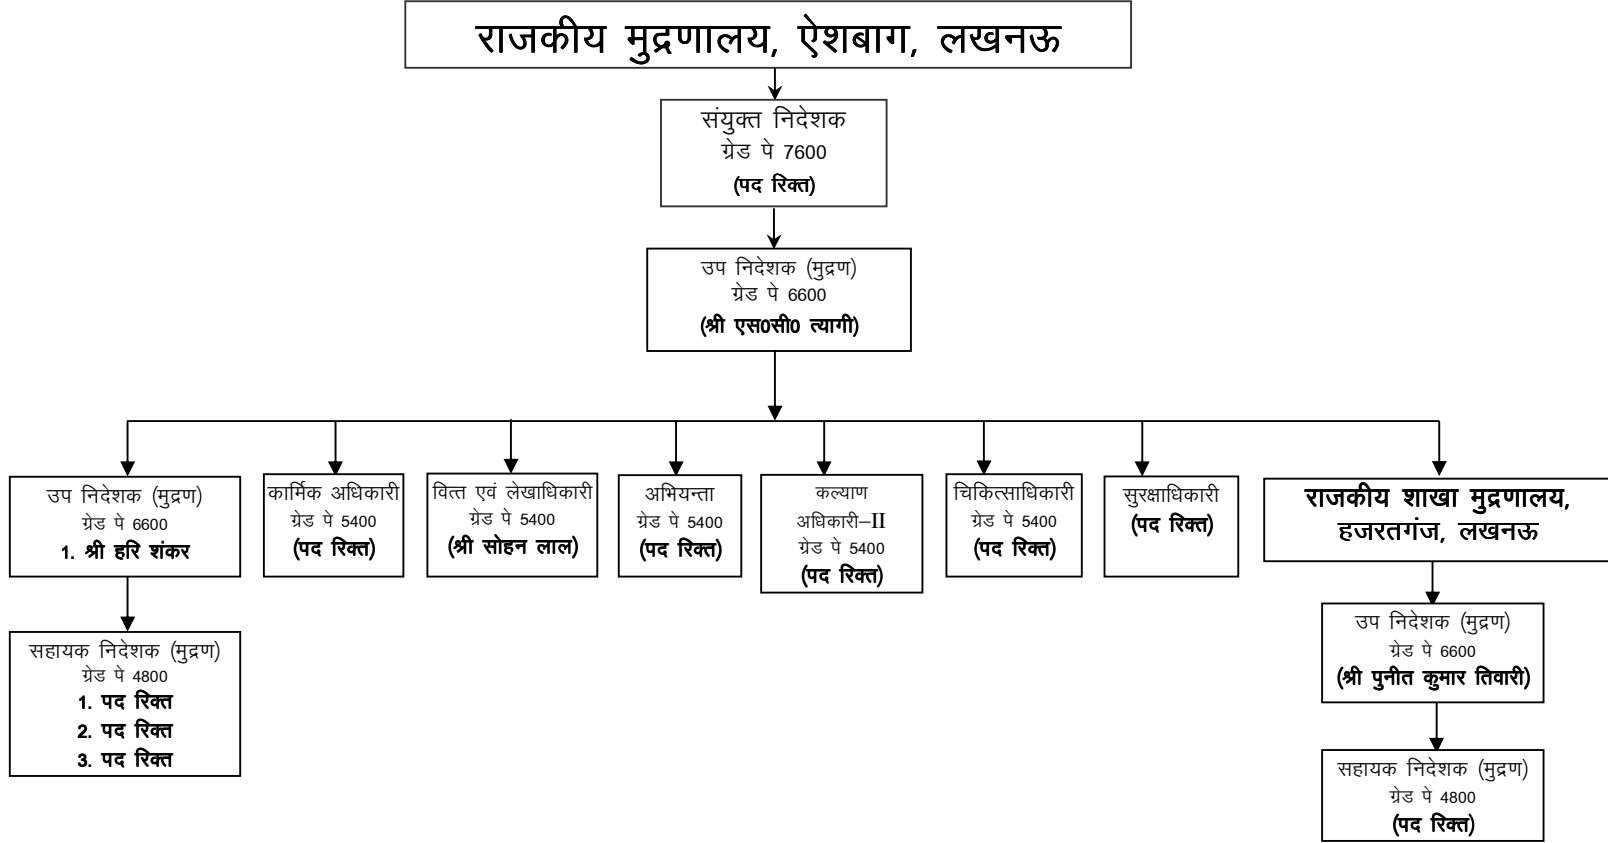 राजकीय मुद्रणालय, ऐशबाग, लखनऊ
संयुक्त निदेशक
ग्रेड पे 7600
(पद रिक्त)
उप निदेशक (मुद्रण)
ग्रेड पे 6600
(श्री एस0सी0 त्यागी)
उप निदेशक (मुद्रण)
ग्रेड पे 6600
1. श्री हरि शंकर
कार्मिक अधिकारी
ग्रेड पे 5400
(पद रिक्त)
वित्त एवं लेखाधिकारी
ग्रेड पे 5400
(श्री सोहन लाल)
अभियन्ता
ग्रेड पे 5400
(पद रिक्त)
कल्याण
अधिकारी–II
ग्रेड पे 5400
(पद रिक्त)
चिकित्साधिकारी
ग्रेड पे 5400
(पद रिक्त)
सुरक्षाधिकारी
(पद रिक्त)
राजकीय शाखा मुद्रणालय,
हजरतगंज, लखनऊ
सहायक निदेशक (मुद्रण)
ग्रेड पे 4800
1. पद रिक्त
2. पद रिक्त
3. पद रिक्त
उप निदेशक (मुद्रण)
ग्रेड पे 6600
(श्री पुनीत कुमार तिवारी)
सहायक निदेशक (मुद्रण)
ग्रेड पे 4800
(पद रिक्त)